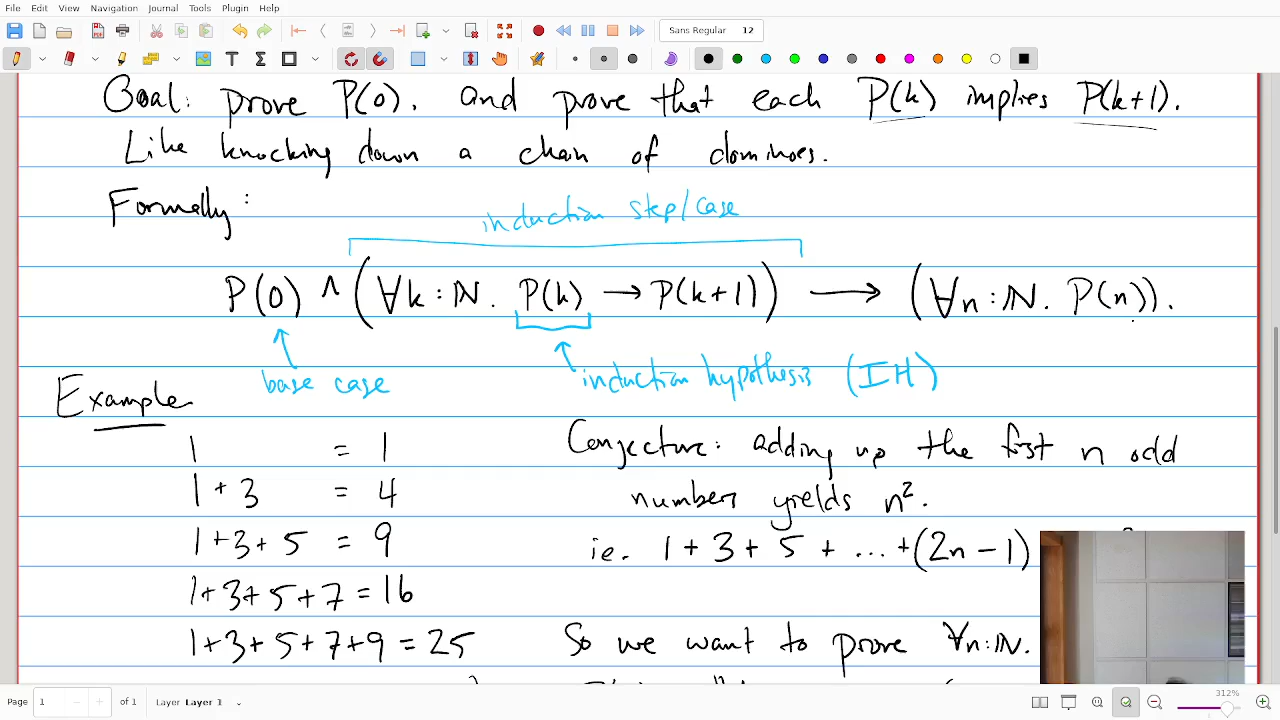 File Edit View Navigation Journal Tools Plugin Help
Sans Regular 12
Goal: prove P(0). and prove that each P(k) implies P(k+1).
Like knocking down a chain of dominoes.
Formally:
induction step/case
P(0) ∧ (∀k : ℕ. P(k) → P(k+1)) → (∀n : ℕ. P(n)).
base case
induction hypothesis (IH)
Example
1 = 1
1 + 3 = 4
1+3+5 = 9
1+3+5+7 = 16
1+3+5+7+9 = 25
Conjecture: adding up the first n odd
numbers yields n².
ie. 1 + 3 + 5 + ... +(2n − 1)
So we want to prove ∀n:ℕ.
Page 1 of 1 Layer Layer 1
312%